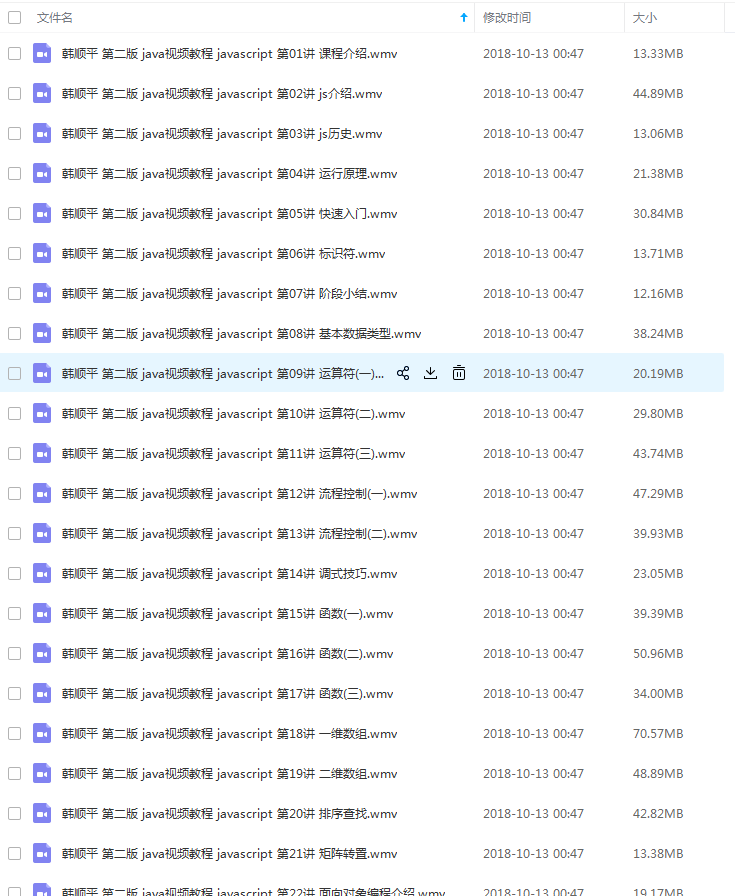 文件名 修改时间 大小
韩顺平 第二版 java视频教程 javascript 第01讲 课程介绍.wmv 2018-10-13 00:47 13.33MB
韩顺平 第二版 java视频教程 javascript 第02讲 js介绍.wmv 2018-10-13 00:47 44.89MB
韩顺平 第二版 java视频教程 javascript 第03讲 js历史.wmv 2018-10-13 00:47 13.06MB
韩顺平 第二版 java视频教程 javascript 第04讲 运行原理.wmv 2018-10-13 00:47 21.38MB
韩顺平 第二版 java视频教程 javascript 第05讲 快速入门.wmv 2018-10-13 00:47 30.84MB
韩顺平 第二版 java视频教程 javascript 第06讲 标识符.wmv 2018-10-13 00:47 13.71MB
韩顺平 第二版 java视频教程 javascript 第07讲 阶段小结.wmv 2018-10-13 00:47 12.16MB
韩顺平 第二版 java视频教程 javascript 第08讲 基本数据类型.wmv 2018-10-13 00:47 38.24MB
韩顺平 第二版 java视频教程 javascript 第09讲 运算符(一)... 2018-10-13 00:47 20.19MB
韩顺平 第二版 java视频教程 javascript 第10讲 运算符(二).wmv 2018-10-13 00:47 29.80MB
韩顺平 第二版 java视频教程 javascript 第11讲 运算符(三).wmv 2018-10-13 00:47 43.74MB
韩顺平 第二版 java视频教程 javascript 第12讲 流程控制(一).wmv 2018-10-13 00:47 47.29MB
韩顺平 第二版 java视频教程 javascript 第13讲 流程控制(二).wmv 2018-10-13 00:47 39.93MB
韩顺平 第二版 java视频教程 javascript 第14讲 调式技巧.wmv 2018-10-13 00:47 23.05MB
韩顺平 第二版 java视频教程 javascript 第15讲 函数(一).wmv 2018-10-13 00:47 39.39MB
韩顺平 第二版 java视频教程 javascript 第16讲 函数(二).wmv 2018-10-13 00:47 50.96MB
韩顺平 第二版 java视频教程 javascript 第17讲 函数(三).wmv 2018-10-13 00:47 34.00MB
韩顺平 第二版 java视频教程 javascript 第18讲 一维数组.wmv 2018-10-13 00:47 70.57MB
韩顺平 第二版 java视频教程 javascript 第19讲 二维数组.wmv 2018-10-13 00:47 48.89MB
韩顺平 第二版 java视频教程 javascript 第20讲 排序查找.wmv 2018-10-13 00:47 42.82MB
韩顺平 第二版 java视频教程 javascript 第21讲 矩阵转置.wmv 2018-10-13 00:47 13.38MB
韩顺平 第二版 java视频教程 javascript 第22讲 面向对象编程介绍.wmv 2018-10-13 00:47 19.17MB